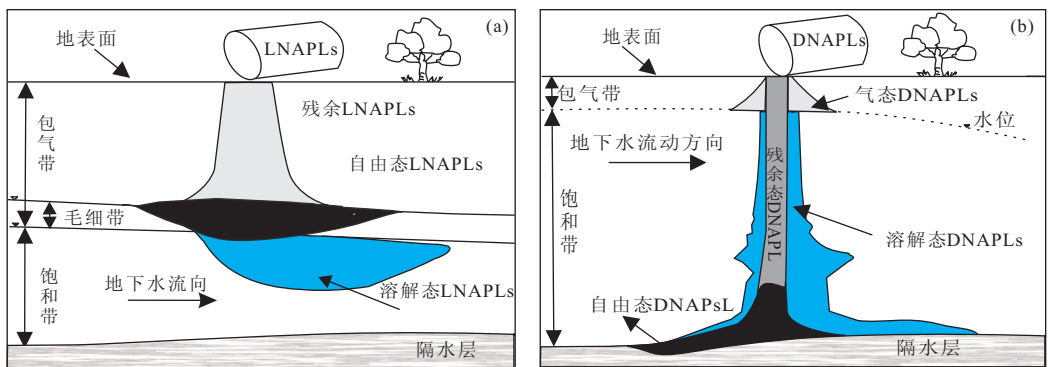 (a)
地表面
LNAPLs
残余LNAPLs
包气带
自由态LNAPLs
毛细带
饱和带
地下水流向
溶解态LNAPLs
隔水层
(b)
地表面
DNAPLs
包气带
气态DNAPLs
水位
地下水流动方向
残余态DNAPL
饱和带
溶解态DNAPLs
自由态DNAPsL
隔水层